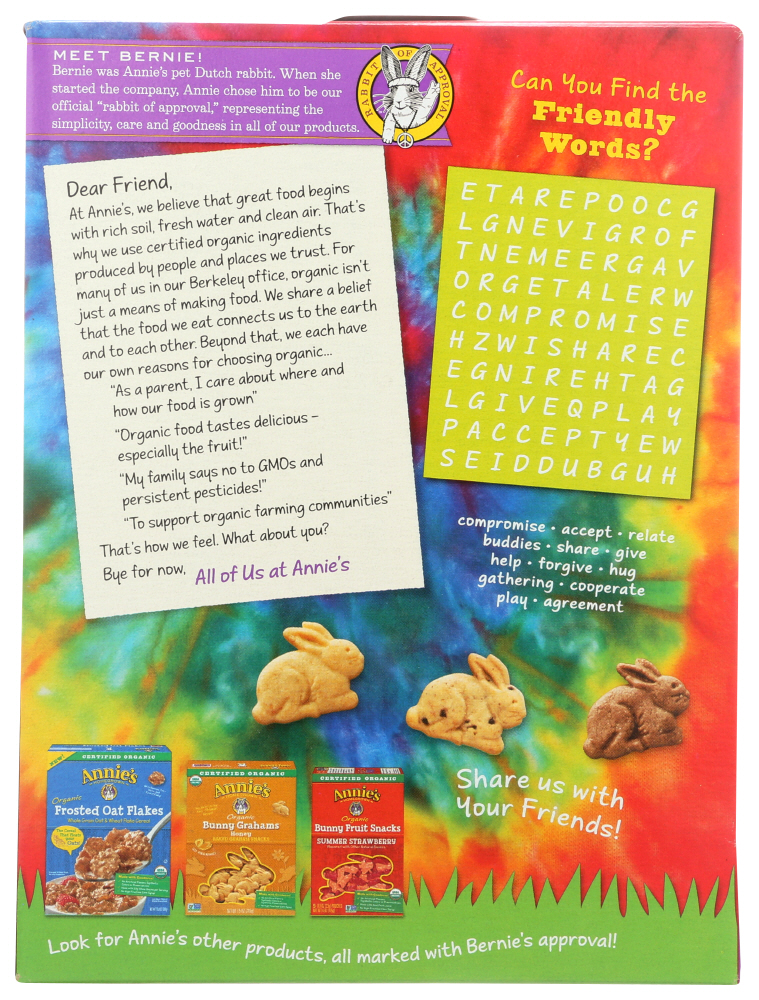 MEET BERNIE!
Bernie was Annie's pet Dutch rabbit. When she
started the company, Annie chose him to be our
official "rabbit of approval," representing the
simplicity, care and goodness in all of our products.
RABBIT OF APPROVAL
Can You Find the
Friendly
Words?
Dear Friend,
At Annie's, we believe that great food begins
with rich soil, fresh water and clean air. That's
why we use certified organic ingredients
produced by people and places we trust. For
many of us in our Berkeley office, organic isn't
just a means of making food. We share a belief
that the food we eat connects us to the earth
and to each other. Beyond that, we each have
our own reasons for choosing organic...
"As a parent, I care about where and
how our food is grown"
"Organic food tastes delicious –
especially the fruit!"
"My family says no to GMOs and
persistent pesticides!"
"To support organic farming communities"
That's how we feel. What about you?
Bye for now, All of Us at Annie's
E T A R E P O O C G
L G N E V I G R O F
T N E M E E R G A V
O R G E T A L E R W
C O M P R O M I S E
H Z W I S H A R E C
E G N I R E H T A G
L G I V E Q P L A Y
P A C C E P T Y E W
S E I D D U B G U H
compromise • accept • relate
buddies • share • give
help • forgive • hug
gathering • cooperate
play • agreement
Share us with
Your Friends!
NEW!
CERTIFIED ORGANIC
Annie's
Organic
Frosted Oat Flakes
CERTIFIED ORGANIC
Annie's
Organic
Bunny Grahams
Honey
CERTIFIED ORGANIC
Annie's
Organic
Bunny Fruit Snacks
SUMMER STRAWBERRY
Look for Annie's other products, all marked with Bernie's approval!